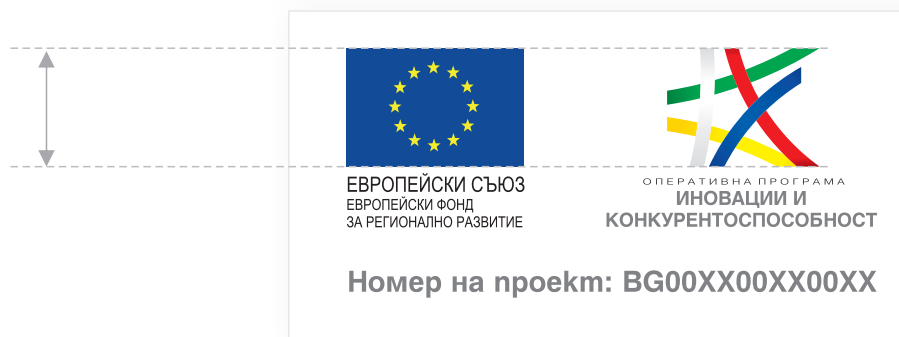 ЕВРОПЕЙСКИ СЪЮЗ
ЕВРОПЕЙСКИ ФОНД
ЗА РЕГИОНАЛНО РАЗВИТИЕ
ОПЕРАТИВНА ПРОГРАМА
ИНОВАЦИИ И
КОНКУРЕНТОСПОСОБНОСТ
Номер на проект: BG00XX00XX00XX